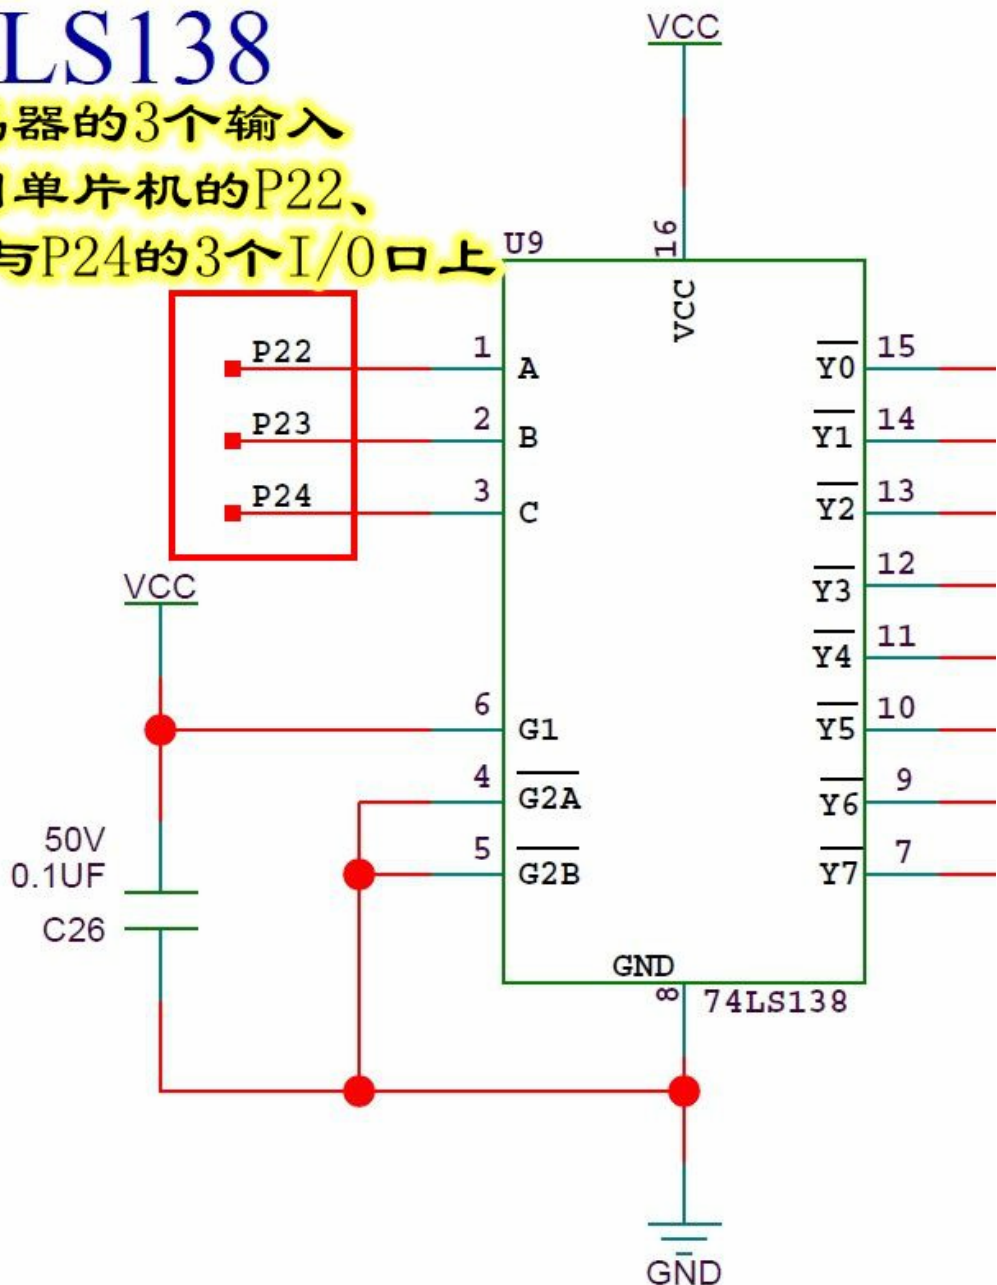 LS138
器的3个输入
单片机的P22、
与P24的3个I/O口上
VCC
U9
16
VCC
P22
1
A
Y0
15
P23
2
B
Y1
14
P24
3
C
Y2
13
VCC
Y3
12
Y4
11
6
G1
Y5
10
4
G2A
Y6
9
50V
0.1UF
5
G2B
Y7
7
C26
GND
8
74LS138
GND